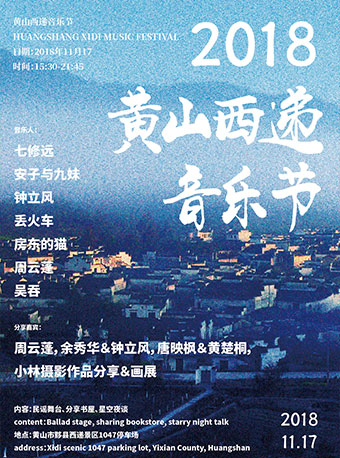 黄山西递音乐节
HUANGSHANG XIDI MUSIC FESTIVAL
日期:2018年11月17
时间:15:30-21:45
2018
黄山西递
音乐节
音乐人:
七修远
安子与九妹
钟立风
丢火车
房东的猫
周云蓬
吴吞
分享嘉宾:
周云蓬,余秀华&钟立风,唐映枫&黄楚桐,
小林摄影作品分享&画展
内容:民谣舞台、分享书屋、星空夜谈
content:Ballad stage, sharing bookstore, starry night talk
地点:黄山市黟县西递景区1047停车场
address:Xidi scenic 1047 parking lot, Yixian County, Huangshan
2018
11.17